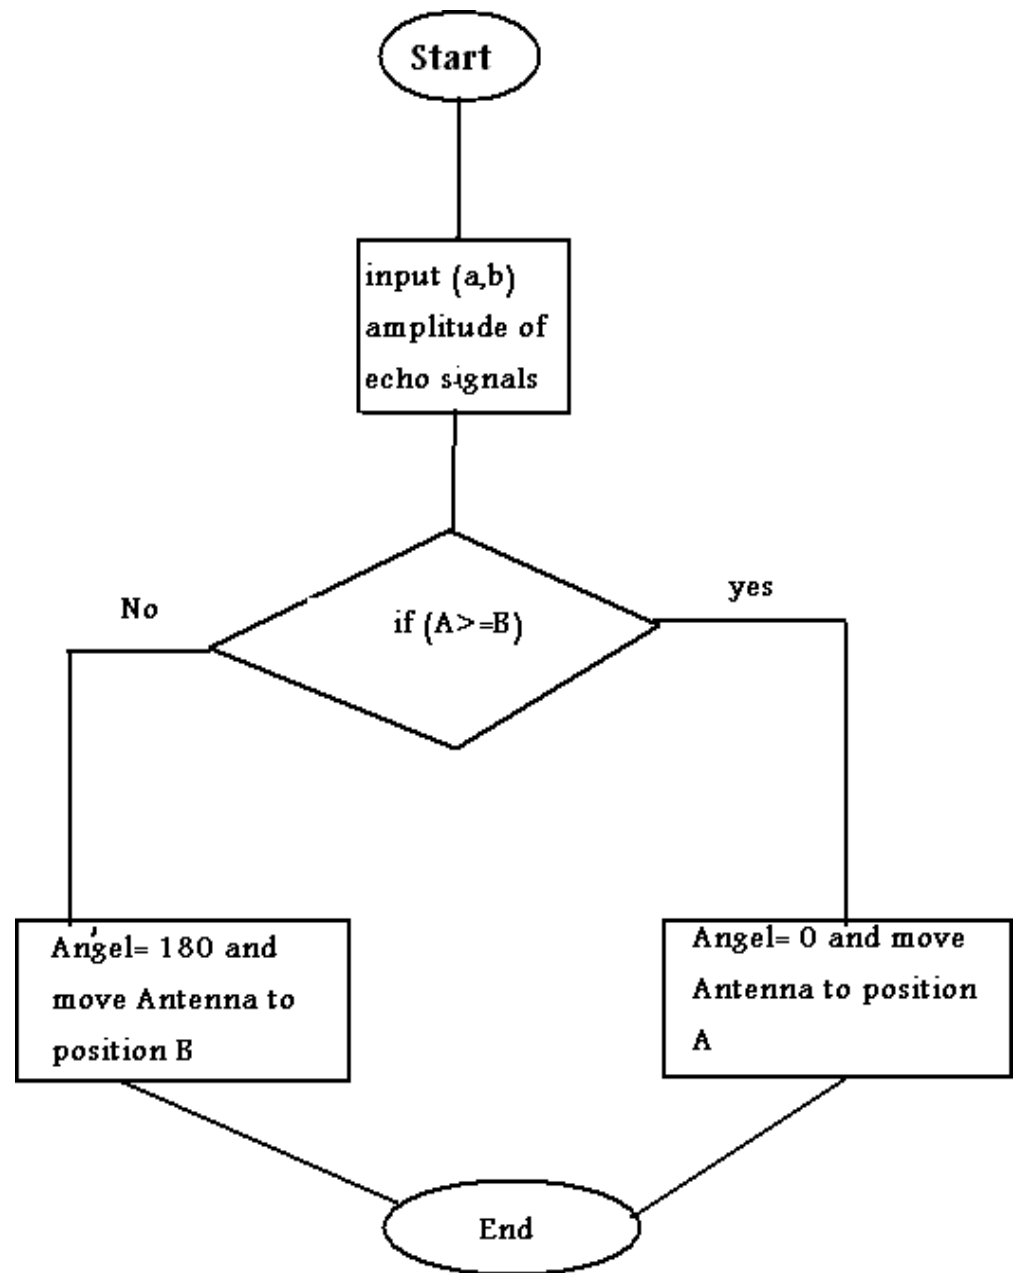 Start
input (a,b)
amplitude of
echo signals
if (A>=B)
No
yes
Angel= 180 and
move Antenna to
position B
Angel= 0 and move
Antenna to position
A
End